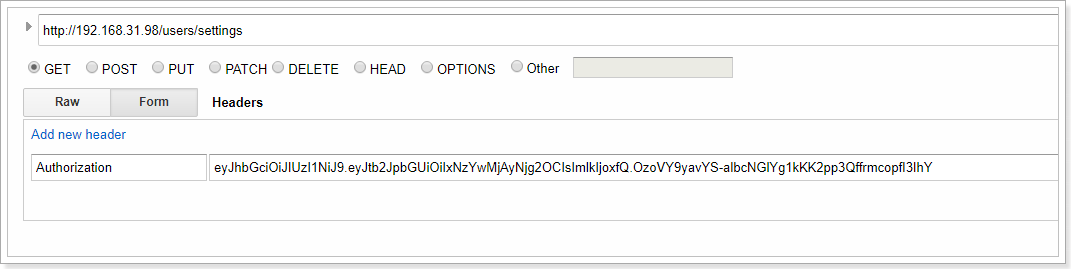 http://192.168.31.98/users/settings
GET POST PUT PATCH DELETE HEAD OPTIONS Other
Raw Form Headers
Add new header
Authorization eyJhbGciOiJIUzI1NiJ9.eyJtb2JpbGUiOiIxNzYwMjAyNjg2OCIsImlkIjoxfQ.OzoVY9yavYS-albcNGlYg1kKK2pp3Qffrmcopfl3IhY